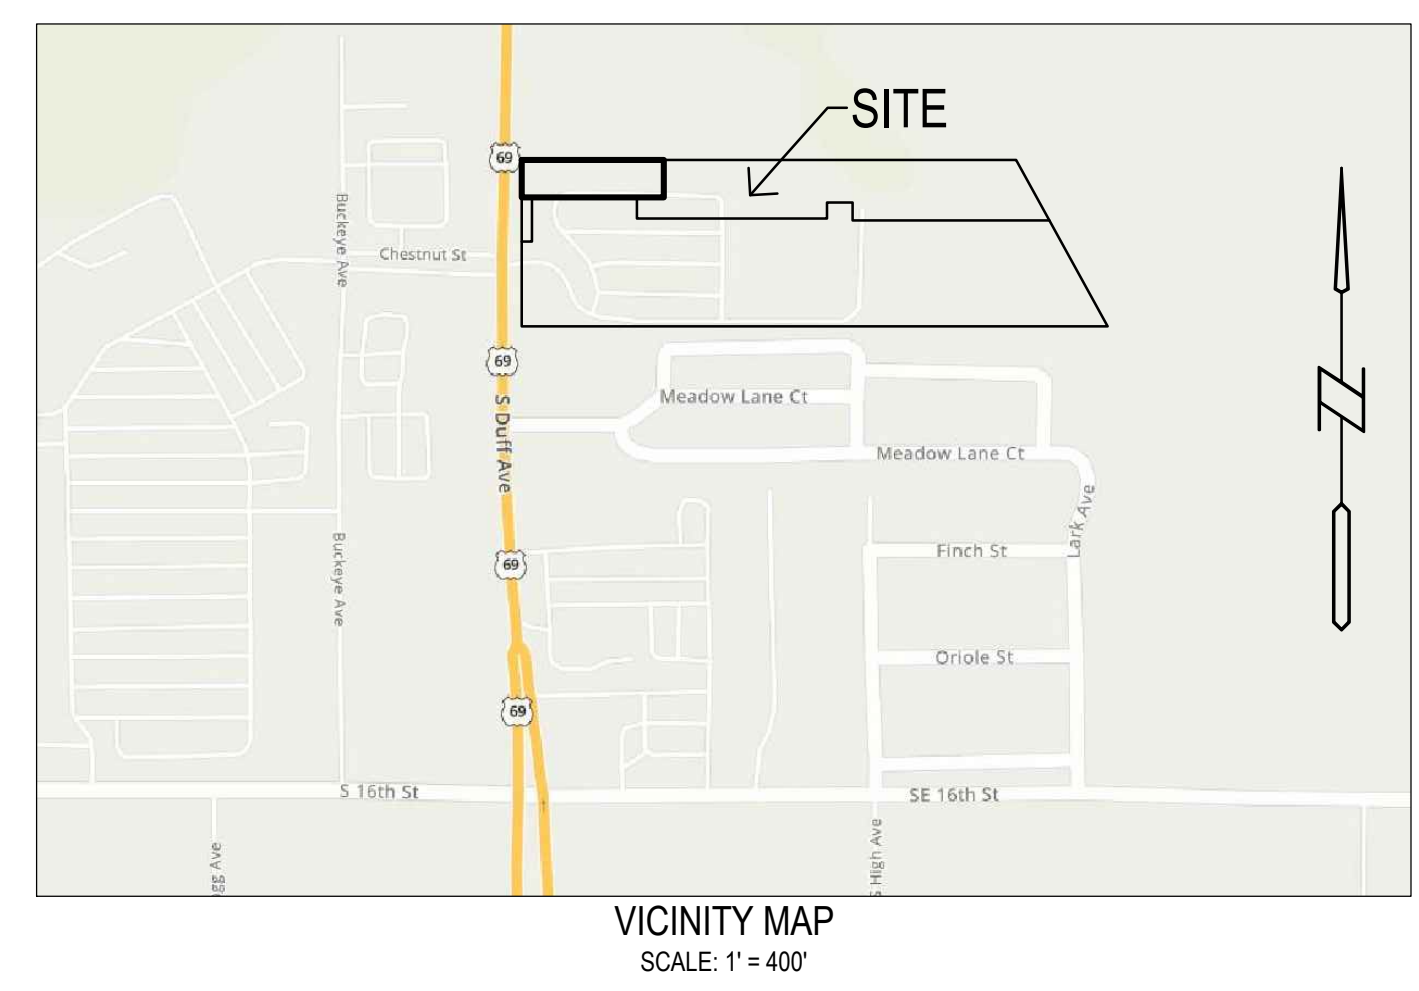 SITE
69
Buckeye Ave
Chestnut St
69
S Duff Ave
Meadow Lane Ct
Meadow Lane Ct
Lark Ave
Buckeye Ave
69
Finch St
Oriole St
69
S 16th St
SE 16th St
S High Ave
VICINITY MAP
SCALE: 1' = 400'